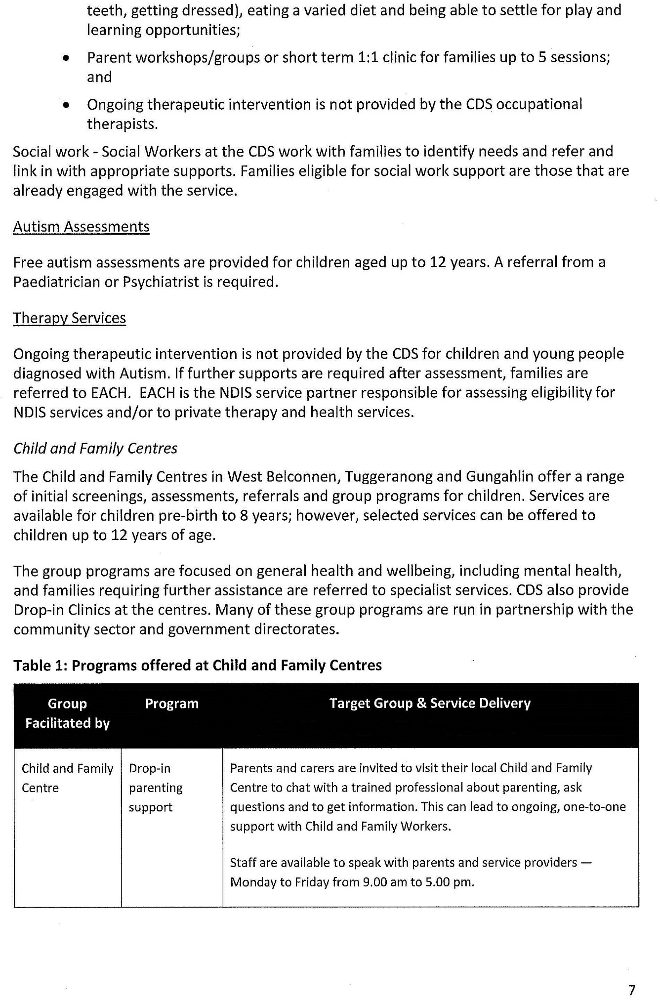 teeth, getting dressed), eating a varied diet and being able to settle for play and
learning opportunities;
• Parent workshops/groups or short term 1:1 clinic for families up to 5 sessions;
and
• Ongoing therapeutic intervention is not provided by the CDS occupational
therapists.
Social work - Social Workers at the CDS work with families to identify needs and refer and
link in with appropriate supports. Families eligible for social work support are those that are
already engaged with the service.
Autism Assessments
Free autism assessments are provided for children aged up to 12 years. A referral from a
Paediatrician or Psychiatrist is required.
Therapy Services
Ongoing therapeutic intervention is not provided by the CDS for children and young people
diagnosed with Autism. If further supports are required after assessment, families are
referred to EACH.  EACH is the NDIS service partner responsible for assessing eligibility for
NDIS services and/or to private therapy and health services.
Child and Family Centres
The Child and Family Centres in West Belconnen, Tuggeranong and Gungahlin offer a range
of initial screenings, assessments, referrals and group programs for children. Services are
available for children pre-birth to 8 years; however, selected services can be offered to
children up to 12 years of age.
The group programs are focused on general health and wellbeing, including mental health,
and families requiring further assistance are referred to specialist services. CDS also provide
Drop-in Clinics at the centres. Many of these group programs are run in partnership with the
community sector and government directorates.
Table 1: Programs offered at Child and Family Centres
Group
Facilitated by
Program
Target Group & Service Delivery
Child and Family
Centre
Drop-in
parenting
support
Parents and carers are invited to visit their local Child and Family
Centre to chat with a trained professional about parenting, ask
questions and to get information. This can lead to ongoing, one-to-one
support with Child and Family Workers.
Staff are available to speak with parents and service providers —
Monday to Friday from 9.00 am to 5.00 pm.
7